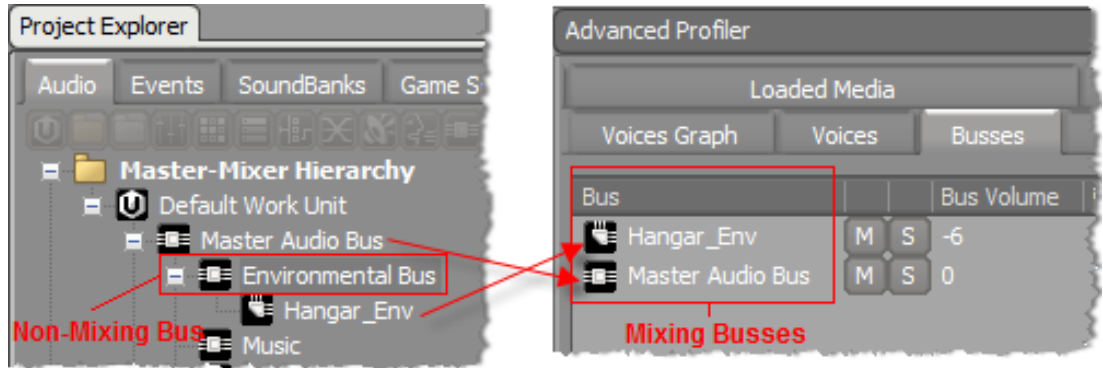 Project Explorer
Audio Events SoundBanks Game S
Master-Mixer Hierarchy
Default Work Unit
Master Audio Bus
Environmental Bus
Hangar_Env
Non-Mixing Bus
Music
Advanced Profiler
Loaded Media
Voices Graph Voices Busses
Bus Bus Volume
Hangar_Env M S -6
Master Audio Bus M S 0
Mixing Busses